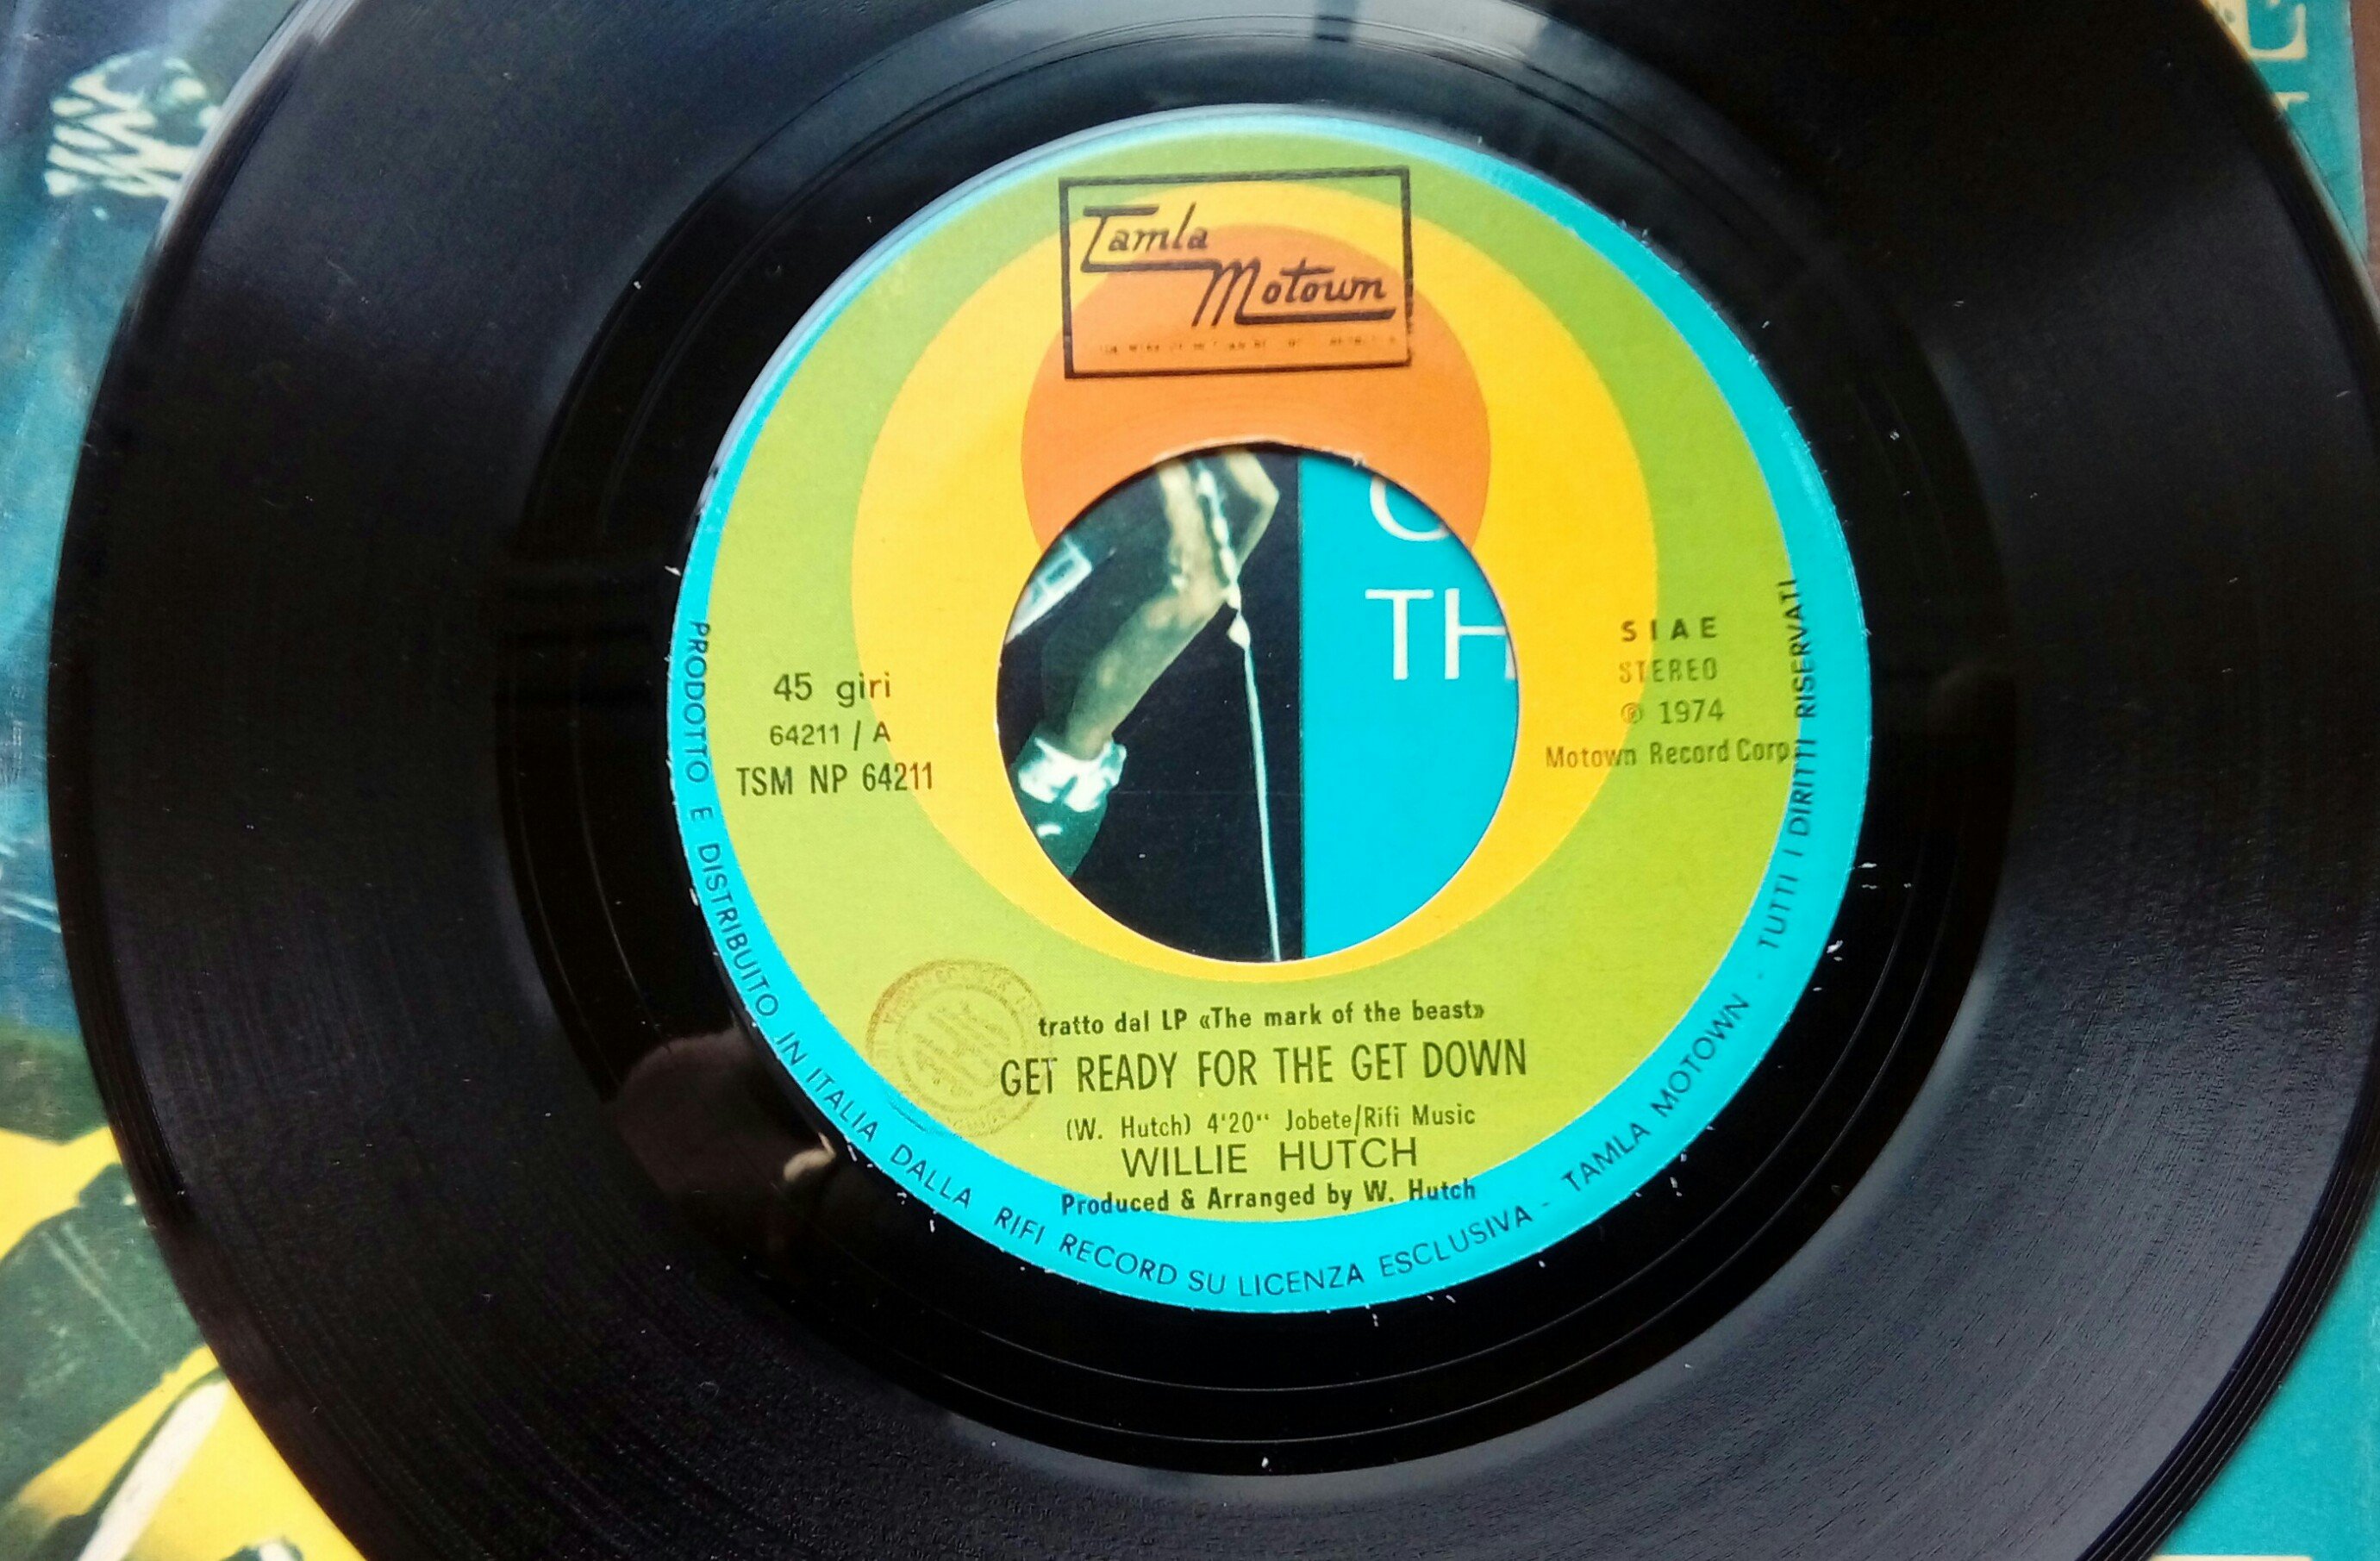 Tamla
Motown
45 giri
64211 / A
TSM NP 64211
SIAE
STEREO
℗ 1974
Motown Record Corp.
TH
tratto dal LP «The mark of the beast»
GET READY FOR THE GET DOWN
(W. Hutch) 4'20" Jobete/Rifi Music
WILLIE HUTCH
Produced & Arranged by W. Hutch
PRODOTTO E DISTRIBUITO IN ITALIA DALLA RIFI RECORD SU LICENZA ESCLUSIVA - TAMLA MOTOWN - TUTTI I DIRITTI RISERVATI